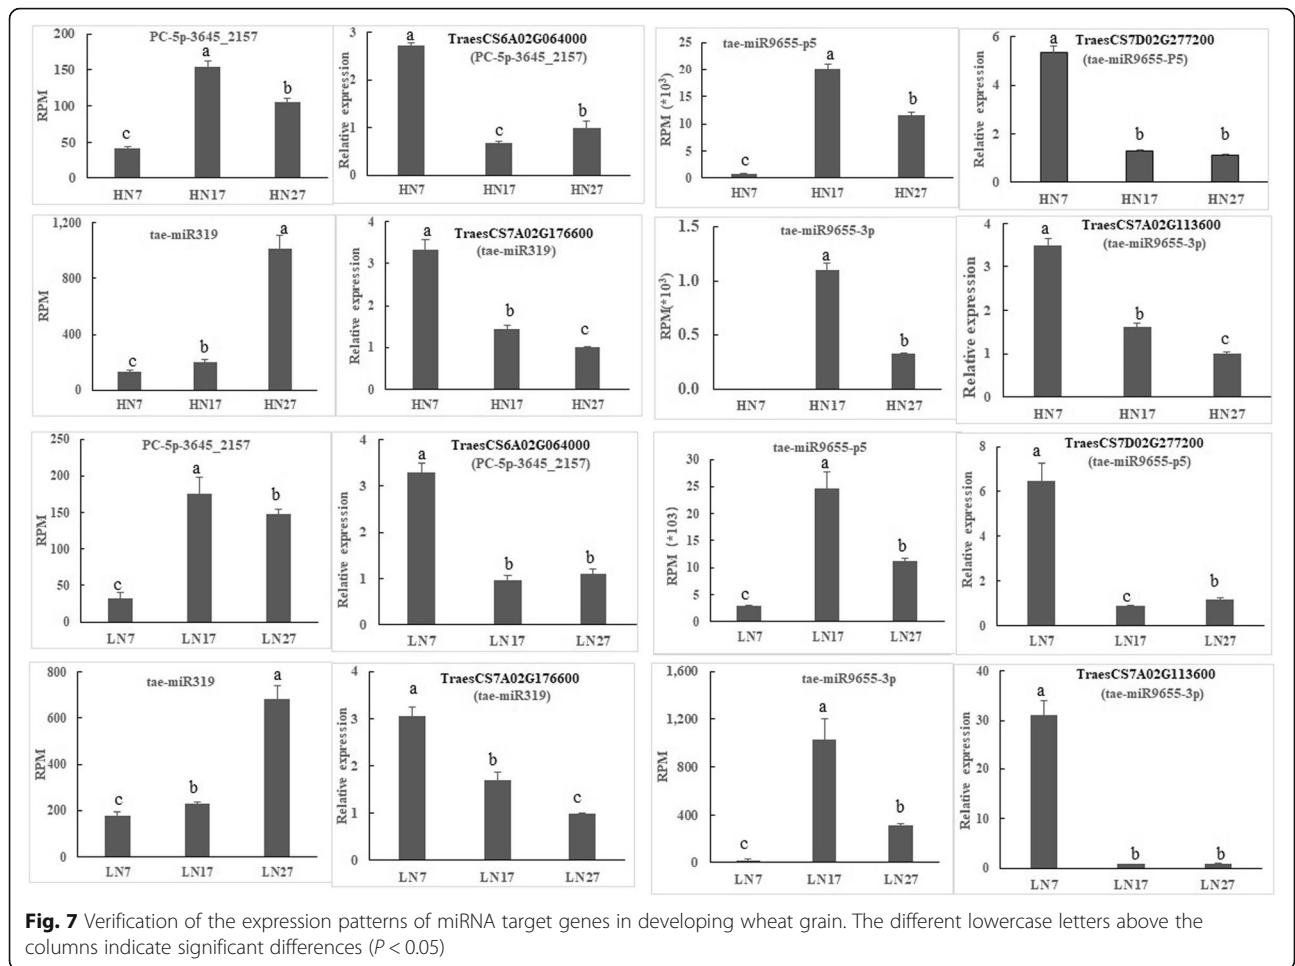 PC-5p-3645_2157
RPM
200
150
100
50
0
c
a
b
HN7 HN17 HN27
TraesCS6A02G064000
(PC-5p-3645_2157)
Relative expression
3
2
1
0
a
c
b
HN7 HN17 HN27
tae-miR9655-p5
RPM (*10³)
25
20
15
10
5
0
c
a
b
HN7 HN17 HN27
TraesCS7D02G277200
(tae-miR9655-P5)
Relative expression
6
4
2
0
a
b
b
HN7 HN17 HN27
tae-miR319
RPM
1,200
800
400
0
c
b
a
HN7 HN17 HN27
TraesCS7A02G176600
(tae-miR319)
Relative expression
4
3
2
1
0
a
b
c
HN7 HN17 HN27
tae-miR9655-3p
RPM(*10³)
1.5
1.0
0.5
0.0
a
b
HN7 HN17 HN27
TraesCS7A02G113600
(tae-miR9655-3p)
Relative expression
4
3
2
1
0
a
b
c
HN7 HN17 HN27
PC-5p-3645_2157
RPM
250
200
150
100
50
0
c
a
b
LN7 LN17 LN27
TraesCS6A02G064000
(PC-5p-3645_2157)
Relative expression
4
3
2
1
0
a
b
b
LN7 LN17 LN27
tae-miR9655-p5
RPM (*103)
30
25
20
15
10
5
0
c
a
b
LN7 LN17 LN27
TraesCS7D02G277200
(tae-miR9655-p5)
Relative expression
8
6
4
2
0
a
c
b
LN7 LN17 LN27
tae-miR319
RPM
800
600
400
200
0
c
b
a
LN7 LN17 LN27
TraesCS7A02G176600
(tae-miR319)
Relative expression
4
3
2
1
0
a
b
c
LN7 LN17 LN27
tae-miR9655-3p
RPM
1,600
1,200
800
400
0
c
a
b
LN7 LN17 LN27
TraesCS7A02G113600
(tae-miR9655-3p)
Relative expression
40
30
20
10
0
a
b
b
LN7 LN17 LN27
Fig. 7 Verification of the expression patterns of miRNA target genes in developing wheat grain. The different lowercase letters above the
columns indicate significant differences (P < 0.05)